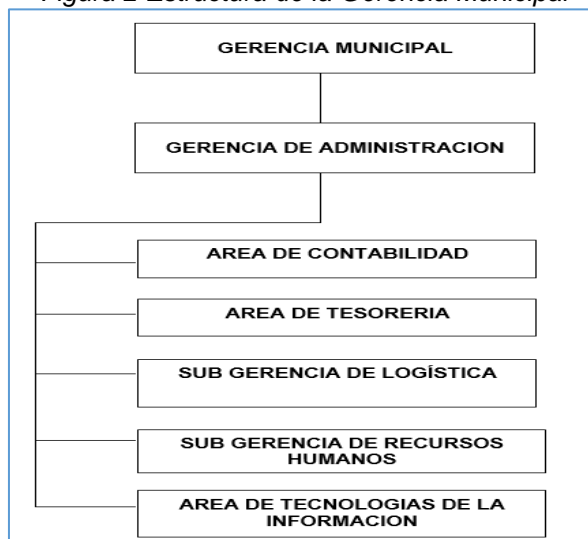 Figura 2 Estructura de la Gerencia Municipal
GERENCIA MUNICIPAL
GERENCIA DE ADMINISTRACION
AREA DE CONTABILIDAD
AREA DE TESORERIA
SUB GERENCIA DE LOGÍSTICA
SUB GERENCIA DE RECURSOS
HUMANOS
AREA DE TECNOLOGIAS DE LA
INFORMACION